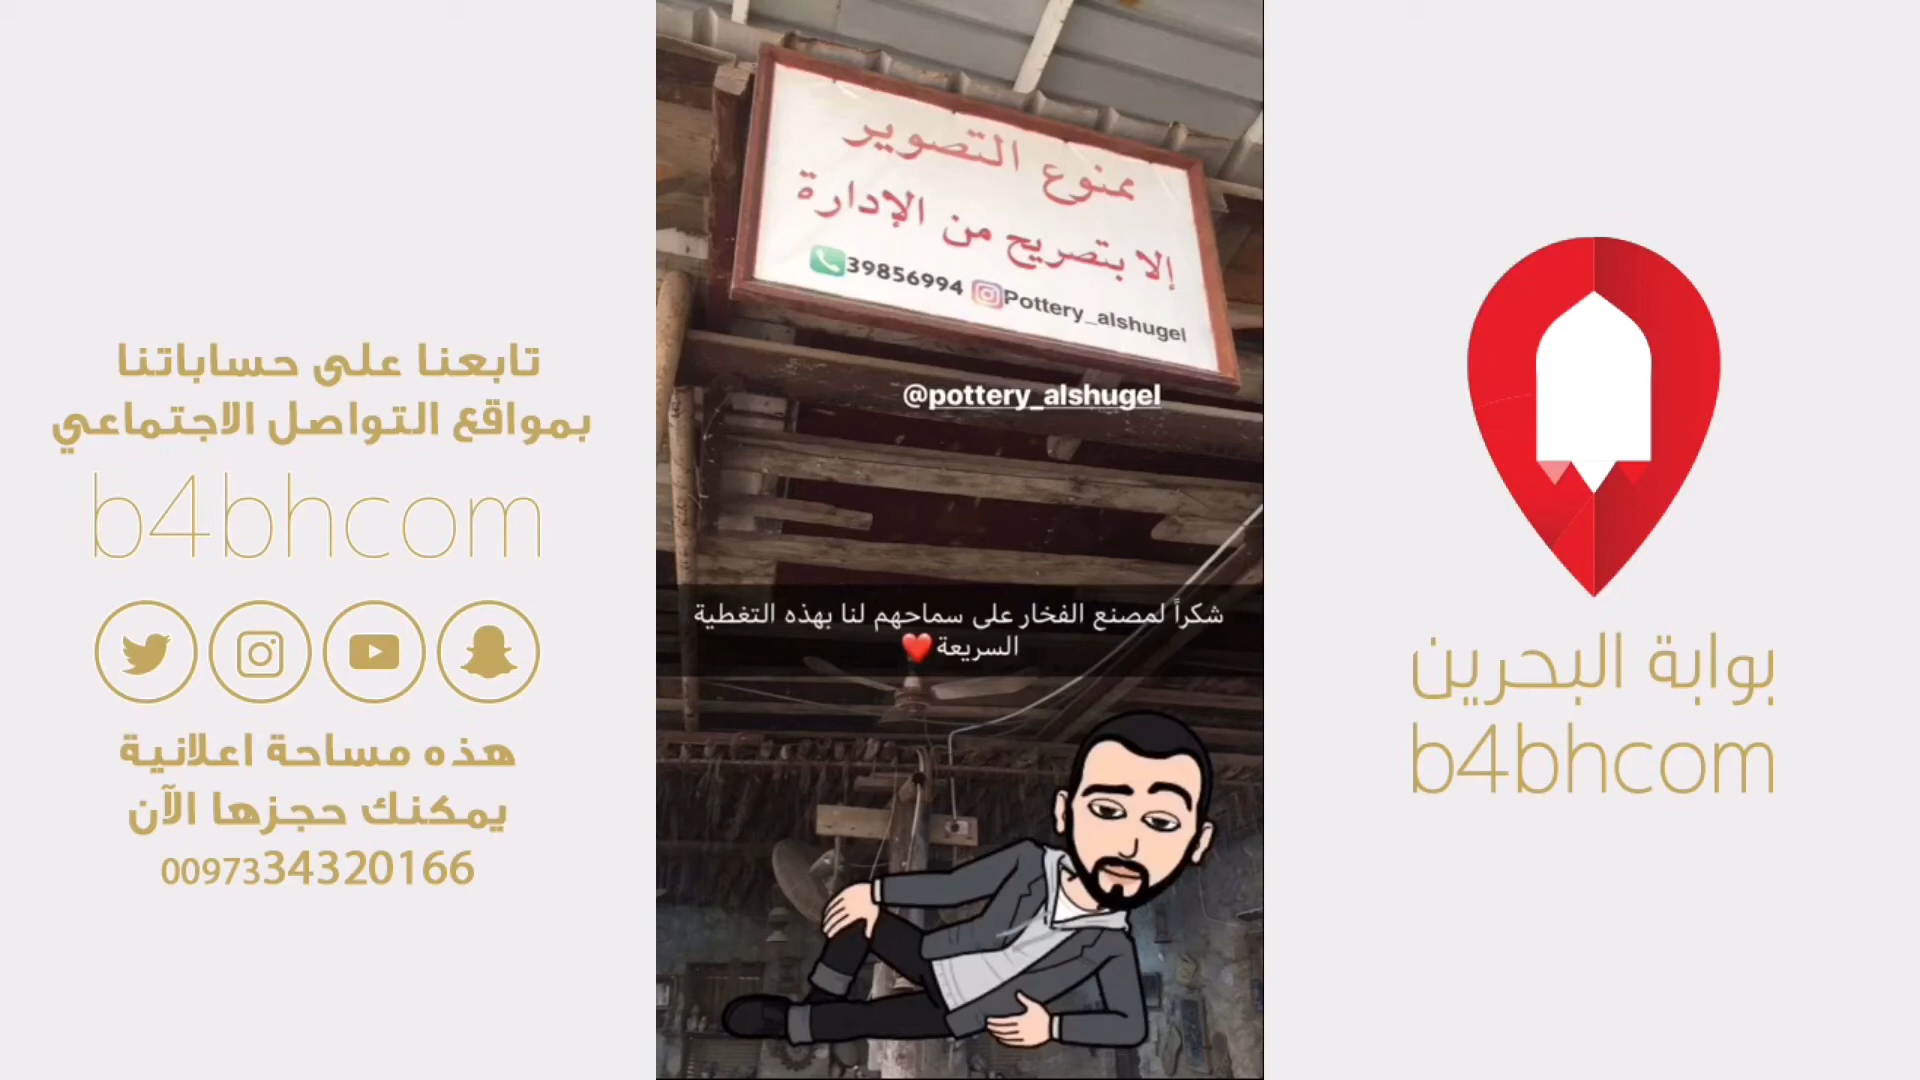 تابعنا على حساباتنا
بمواقع التواصل الاجتماعي
b4bhcom
هذه مساحة اعلانية
يمكنك حجزها الآن
0097334320166
ممنوع التصوير
إلا بتصريح من الإدارة
39856994 Pottery_alshugel
@pottery_alshugel
شكراً لمصنع الفخار على سماحهم لنا بهذه التغطية
السريعة❤️
بوابة البحرين
b4bhcom